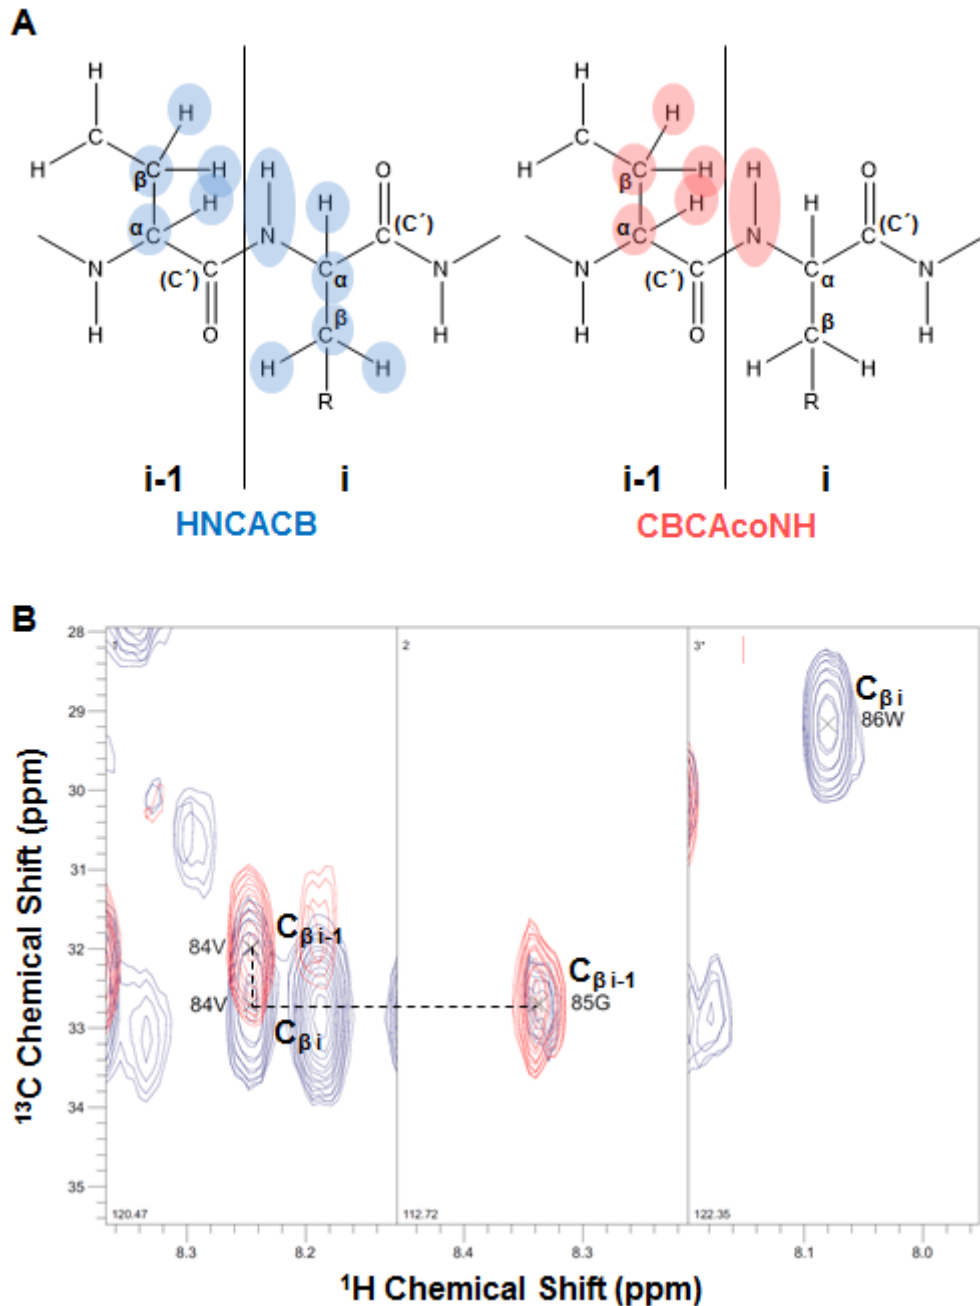 A
H
H
H
C
C
H
β
H
α
C
N
H
C
(C´)
O
H
N
H
C
α
O
C
(C´)
N
H
β
C
H
H
R
i-1
i
HNCACB
H
H
H
C
C
H
β
H
α
C
N
H
C
(C´)
O
H
N
H
C
α
O
C
(C´)
N
H
β
C
H
H
R
i-1
i
CBCAcoNH
B
13C Chemical Shift (ppm)
28
29
30
31
32
33
34
35
1
2
3*
Cβ i
86W
84V
Cβ i-1
84V
Cβ i
Cβ i-1
85G
120.47
112.72
122.35
8.3
8.2
8.4
8.3
8.1
8.0
1H Chemical Shift (ppm)